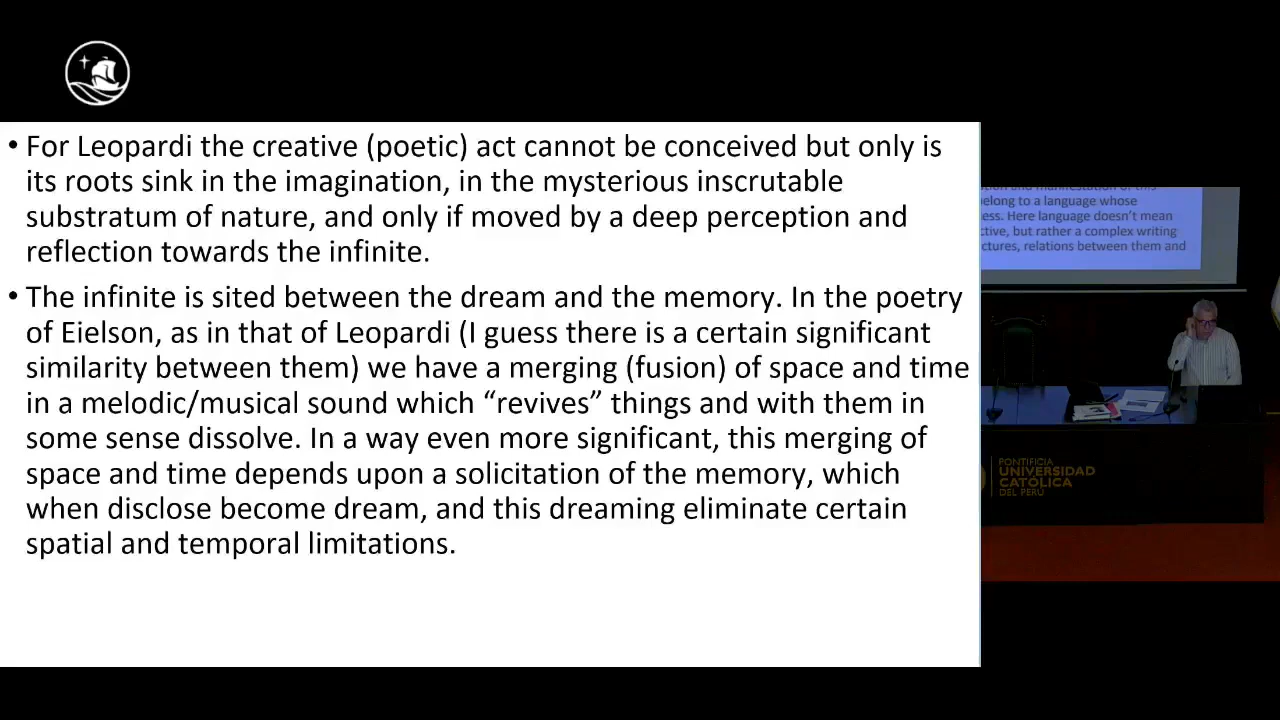 • For Leopardi the creative (poetic) act cannot be conceived but only is
its roots sink in the imagination, in the mysterious inscrutable
substratum of nature, and only if moved by a deep perception and
reflection towards the infinite.
• The infinite is sited between the dream and the memory. In the poetry
of Eielson, as in that of Leopardi (I guess there is a certain significant
similarity between them) we have a merging (fusion) of space and time
in a melodic/musical sound which “revives” things and with them in
some sense dissolve. In a way even more significant, this merging of
space and time depends upon a solicitation of the memory, which
when disclose become dream, and this dreaming eliminate certain
spatial and temporal limitations.
and manifestation of this
belong to a language whose
Here language doesn’t mean
but rather a complex writing
relations between them and
PONTIFICIA
UNIVERSIDAD
CATÓLICA
DEL PERÚ